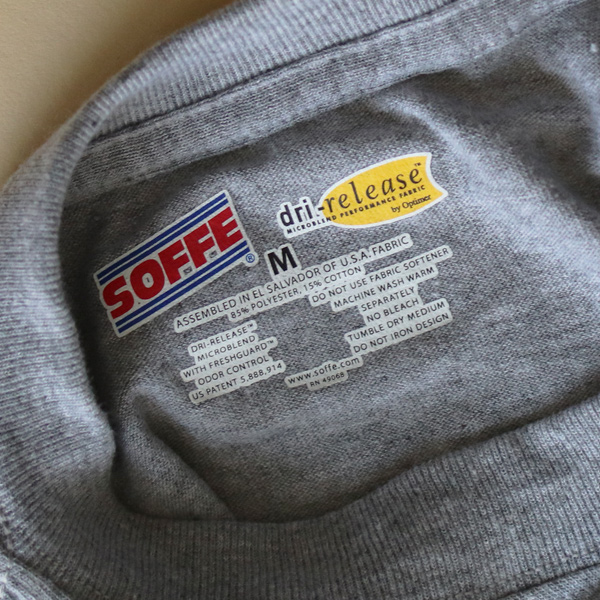 SOFFE®
dri-release™
MICROBLEND PERFORMANCE FABRIC
by Optimer
M
ASSEMBLED IN EL SALVADOR OF U.S.A. FABRIC
85% POLYESTER, 15% COTTON
DRI-RELEASE™
MICROBLEND
WITH FRESHGUARD™
ODOR CONTROL
US PATENT 5,888,914
DO NOT USE FABRIC SOFTENER
MACHINE WASH WARM
SEPARATELY
NO BLEACH
TUMBLE DRY MEDIUM
DO NOT IRON DESIGN
www.soffe.com
RN 49068